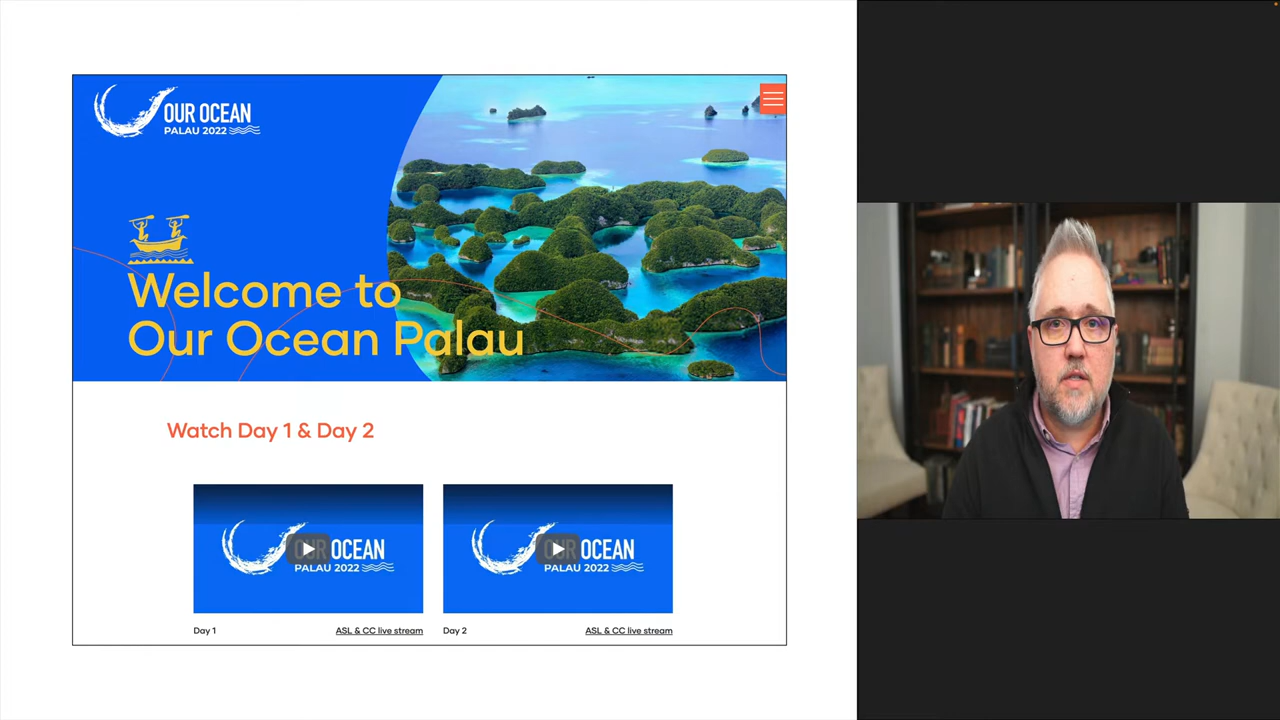 OUR OCEAN
PALAU 2022
Welcome to
Our Ocean Palau
Watch Day 1 & Day 2
OUR OCEAN
PALAU 2022
OUR OCEAN
PALAU 2022
Day 1
ASL & CC live stream
Day 2
ASL & CC live stream